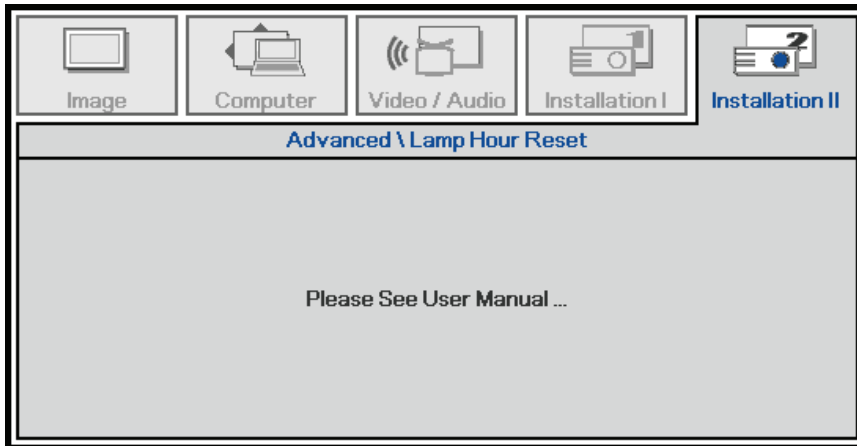 Image
Computer
Video / Audio
Installation I
Installation II
Advanced \ Lamp Hour Reset
Please See User Manual ...